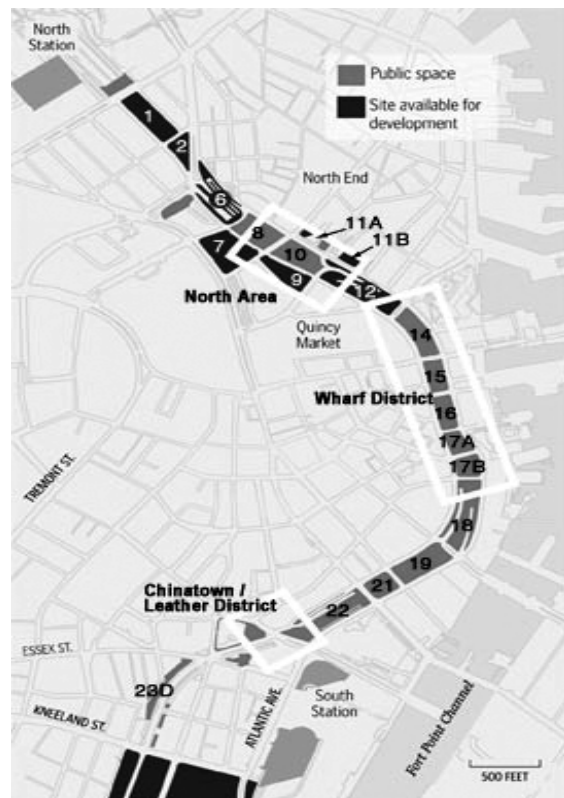 North
Station
Public space
Site available for
development
1
2
North End
6
11A
8
11B
7
10
9
North Area
12
Quincy
Market
14
15
Wharf District
16
17A
TREMONT ST.
17B
18
19
Chinatown /
Leather District
21
22
ESSEX ST.
23D
South
Station
KNEELAND ST.
ATLANTIC AVE.
Fort Point Channel
500 FEET